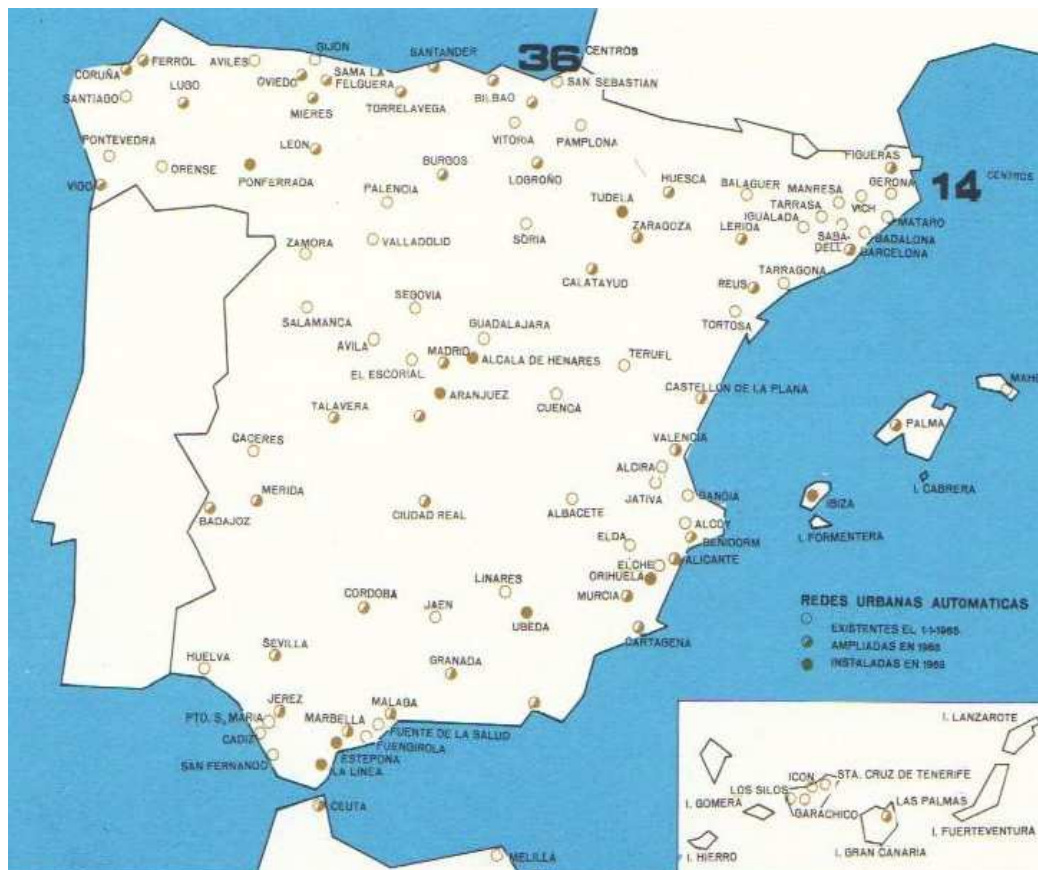 36
CENTROS
GIJON
SANTANDER
FERROL
AVILES
SAN SEBASTIAN
CORUÑA
OVIEDO
SAMA LA
FELGUERA
BILBAO
SANTIAGO
LUGO
TORRELAVEGA
MIERES
VITORIA
PAMPLONA
PONTEVEDRA
LEON
FIGUERAS
ORENSE
PONFERRADA
BURGOS
LOGROÑO
14
CENTROS
VIGO
PALENCIA
TUDELA
HUESCA
BALAGUER
MANRESA
GERONA
TARRASA
VICH
IGUALADA
MATARO
ZAMORA
VALLADOLID
SORIA
ZARAGOZA
LERIDA
SABA-
DELL
BADALONA
BARCELONA
CALATAYUD
TARRAGONA
REUS
SEGOVIA
SALAMANCA
TORTOSA
GUADALAJARA
AVILA
MADRID
ALCALA DE HENARES
TERUEL
EL ESCORIAL
CASTELLON DE LA PLANA
MAHE
ARANJUEZ
CUENCA
TALAVERA
PALMA
CACERES
VALENCIA
ALCIRA
I. CABRERA
MERIDA
JATIVA
GANDIA
IBIZA
BADAJOZ
CIUDAD REAL
ALBACETE
ALCOY
I. FORMENTERA
ELDA
BENIDORM
ELCHE
ALICANTE
ORIHUELA
LINARES
MURCIA
CORDOBA
JAEN
UBEDA
CARTAGENA
REDES URBANAS AUTOMATICAS
EXISTENTES EL 1-1-1965
AMPLIADAS EN 1965
INSTALADAS EN 1965
SEVILLA
HUELVA
GRANADA
JEREZ
MALAGA
PTO. S. MARIA
MARBELLA
FUENTE DE LA SALUD
CADIZ
FUENGIROLA
ESTEPONA
SAN FERNANDO
LA LINEA
CEUTA
MELILLA
I. LANZAROTE
ICON
STA. CRUZ DE TENERIFE
LOS SILOS
I. GOMERA
LAS PALMAS
GARACHICO
I. FUERTEVENTURA
I. HIERRO
I. GRAN CANARIA